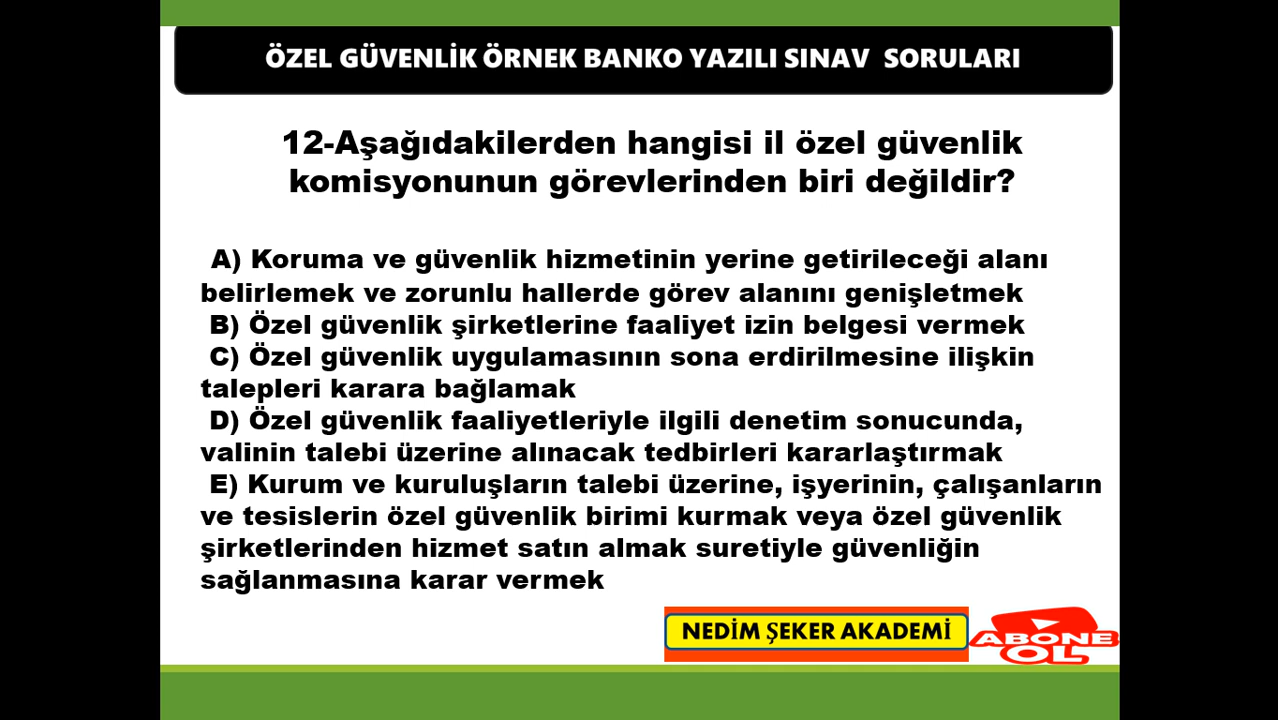 ÖZEL GÜVENLİK ÖRNEK BANKO YAZILI SINAV SORULARI
12-Aşağıdakilerden hangisi il özel güvenlik
komisyonunun görevlerinden biri değildir?
A) Koruma ve güvenlik hizmetinin yerine getirileceği alanı
belirlemek ve zorunlu hallerde görev alanını genişletmek
B) Özel güvenlik şirketlerine faaliyet izin belgesi vermek
C) Özel güvenlik uygulamasının sona erdirilmesine ilişkin
talepleri karara bağlamak
D) Özel güvenlik faaliyetleriyle ilgili denetim sonucunda,
valinin talebi üzerine alınacak tedbirleri kararlaştırmak
E) Kurum ve kuruluşların talebi üzerine, işyerinin, çalışanların
ve tesislerin özel güvenlik birimi kurmak veya özel güvenlik
şirketlerinden hizmet satın almak suretiyle güvenliğin
sağlanmasına karar vermek
NEDİM ŞEKER AKADEMİ
ABONE
OL